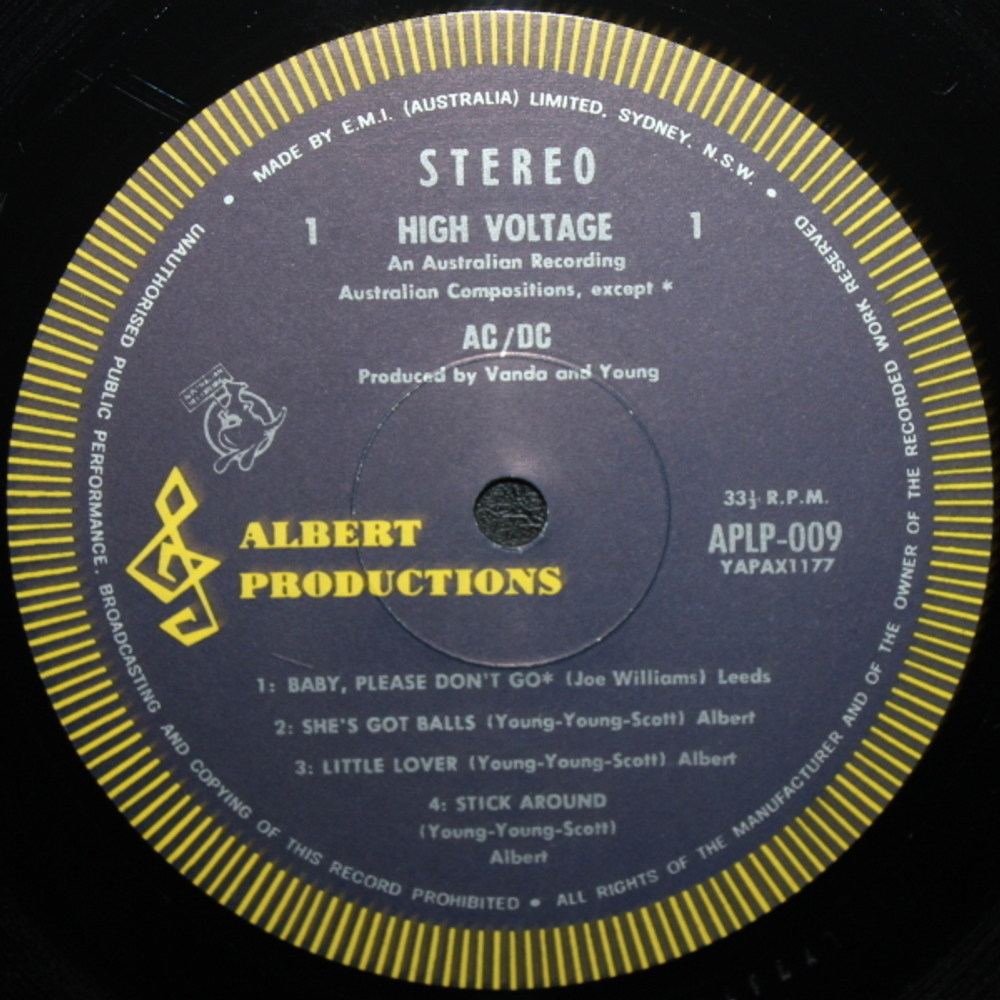 MADE BY E.M.I. (AUSTRALIA) LIMITED, SYDNEY, N.S.W. •
STEREO
1 HIGH VOLTAGE 1
An Australian Recording
Australian Compositions, except *
AC/DC
Produced by Vanda and Young
33⅓ R.P.M.
APLP-009
YAPAX1177
ALBERT
PRODUCTIONS
1: BABY, PLEASE DON'T GO* (Joe Williams) Leeds
2: SHE'S GOT BALLS (Young-Young-Scott) Albert
3: LITTLE LOVER (Young-Young-Scott) Albert
4: STICK AROUND
(Young-Young-Scott)
Albert
ALL RIGHTS OF THE MANUFACTURER AND OF THE OWNER OF THE RECORDED WORK RESERVED
• UNAUTHORISED PUBLIC PERFORMANCE, BROADCASTING AND COPYING OF THIS RECORD PROHIBITED •